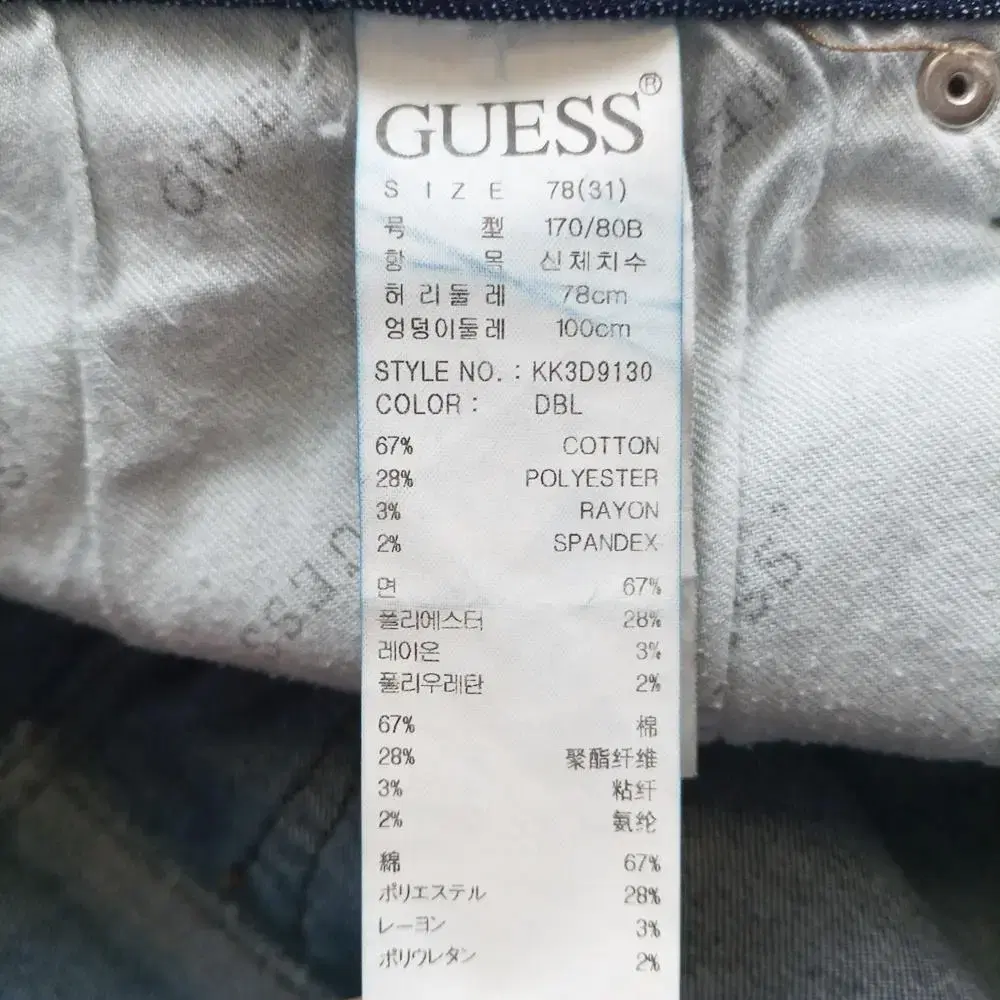 GUESS®
SIZE 78(31)
号 型 170/80B
항 목 신체치수
허리둘레 78cm
엉덩이둘레 100cm
STYLE NO. : KK3D9130
COLOR : DBL
67% COTTON
28% POLYESTER
3% RAYON
2% SPANDEX
면 67%
폴리에스터 28%
레이온 3%
폴리우레탄 2%
67% 棉
28% 聚酯纤维
3% 粘纤
2% 氨纶
綿 67%
ポリエステル 28%
レーヨン 3%
ポリウレタン 2%